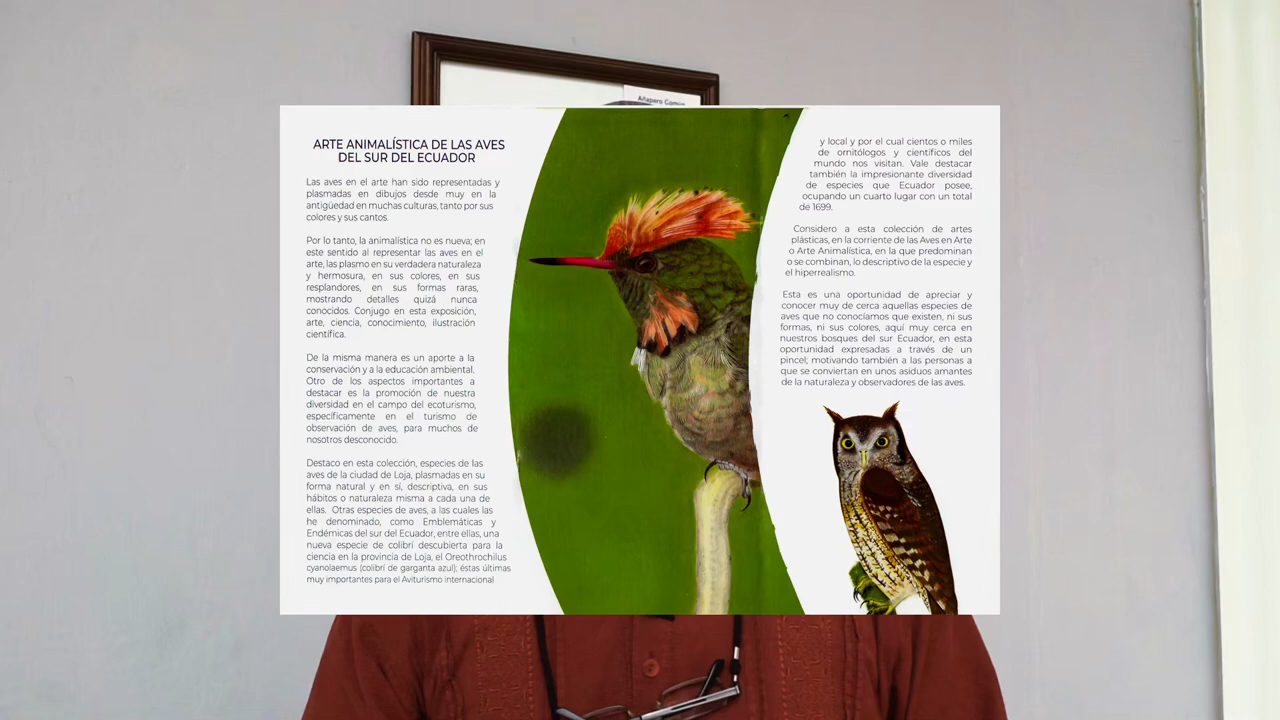 Añapero Común
ARTE ANIMALÍSTICA DE LAS AVES
DEL SUR DEL ECUADOR
Las aves en el arte han sido representadas y
plasmadas en dibujos desde muy en la
antigüedad en muchas culturas, tanto por sus
colores y sus cantos.
Por lo tanto, la animalística no es nueva; en
este sentido al representar las aves en el
arte, las plasmo en su verdadera naturaleza
y hermosura, en sus colores, en sus
resplandores, en sus formas raras,
mostrando detalles quizá nunca
conocidos. Conjugo en esta exposición,
arte, ciencia, conocimiento, ilustración
científica.
De la misma manera es un aporte a la
conservación y a la educación ambiental.
Otro de los aspectos importantes a
destacar es la promoción de nuestra
diversidad en el campo del ecoturismo,
específicamente en el turismo de
observación de aves, para muchos de
nosotros desconocido.
Destaco en esta colección, especies de las
aves de la ciudad de Loja, plasmadas en su
forma natural y en sí, descriptiva, en sus
hábitos o naturaleza misma a cada una de
ellas. Otras especies de aves, a las cuales las
he denominado, como Emblemáticas y
Endémicas del sur del Ecuador, entre ellas, una
nueva especie de colibrí descubierta para la
ciencia en la provincia de Loja, el Oreothrochilus
cyanolaemus (colibrí de garganta azul); éstas últimas
muy importantes para el Aviturismo internacional
y local y por el cual cientos o miles
de ornitólogos y científicos del
mundo nos visitan. Vale destacar
también la impresionante diversidad
de especies que Ecuador posee,
ocupando un cuarto lugar con un total
de 1699.
Considero a esta colección de artes
plásticas, en la corriente de las Aves en Arte
o Arte Animalística, en la que predominan
o se combinan, lo descriptivo de la especie y
el hiperrealismo.
Esta es una oportunidad de apreciar y
conocer muy de cerca aquellas especies de
aves que no conocíamos que existen, ni sus
formas, ni sus colores, aquí muy cerca en
nuestros bosques del sur Ecuador, en esta
oportunidad expresadas a través de un
pincel; motivando también a las personas a
que se conviertan en unos asiduos amantes
de la naturaleza y observadores de las aves.